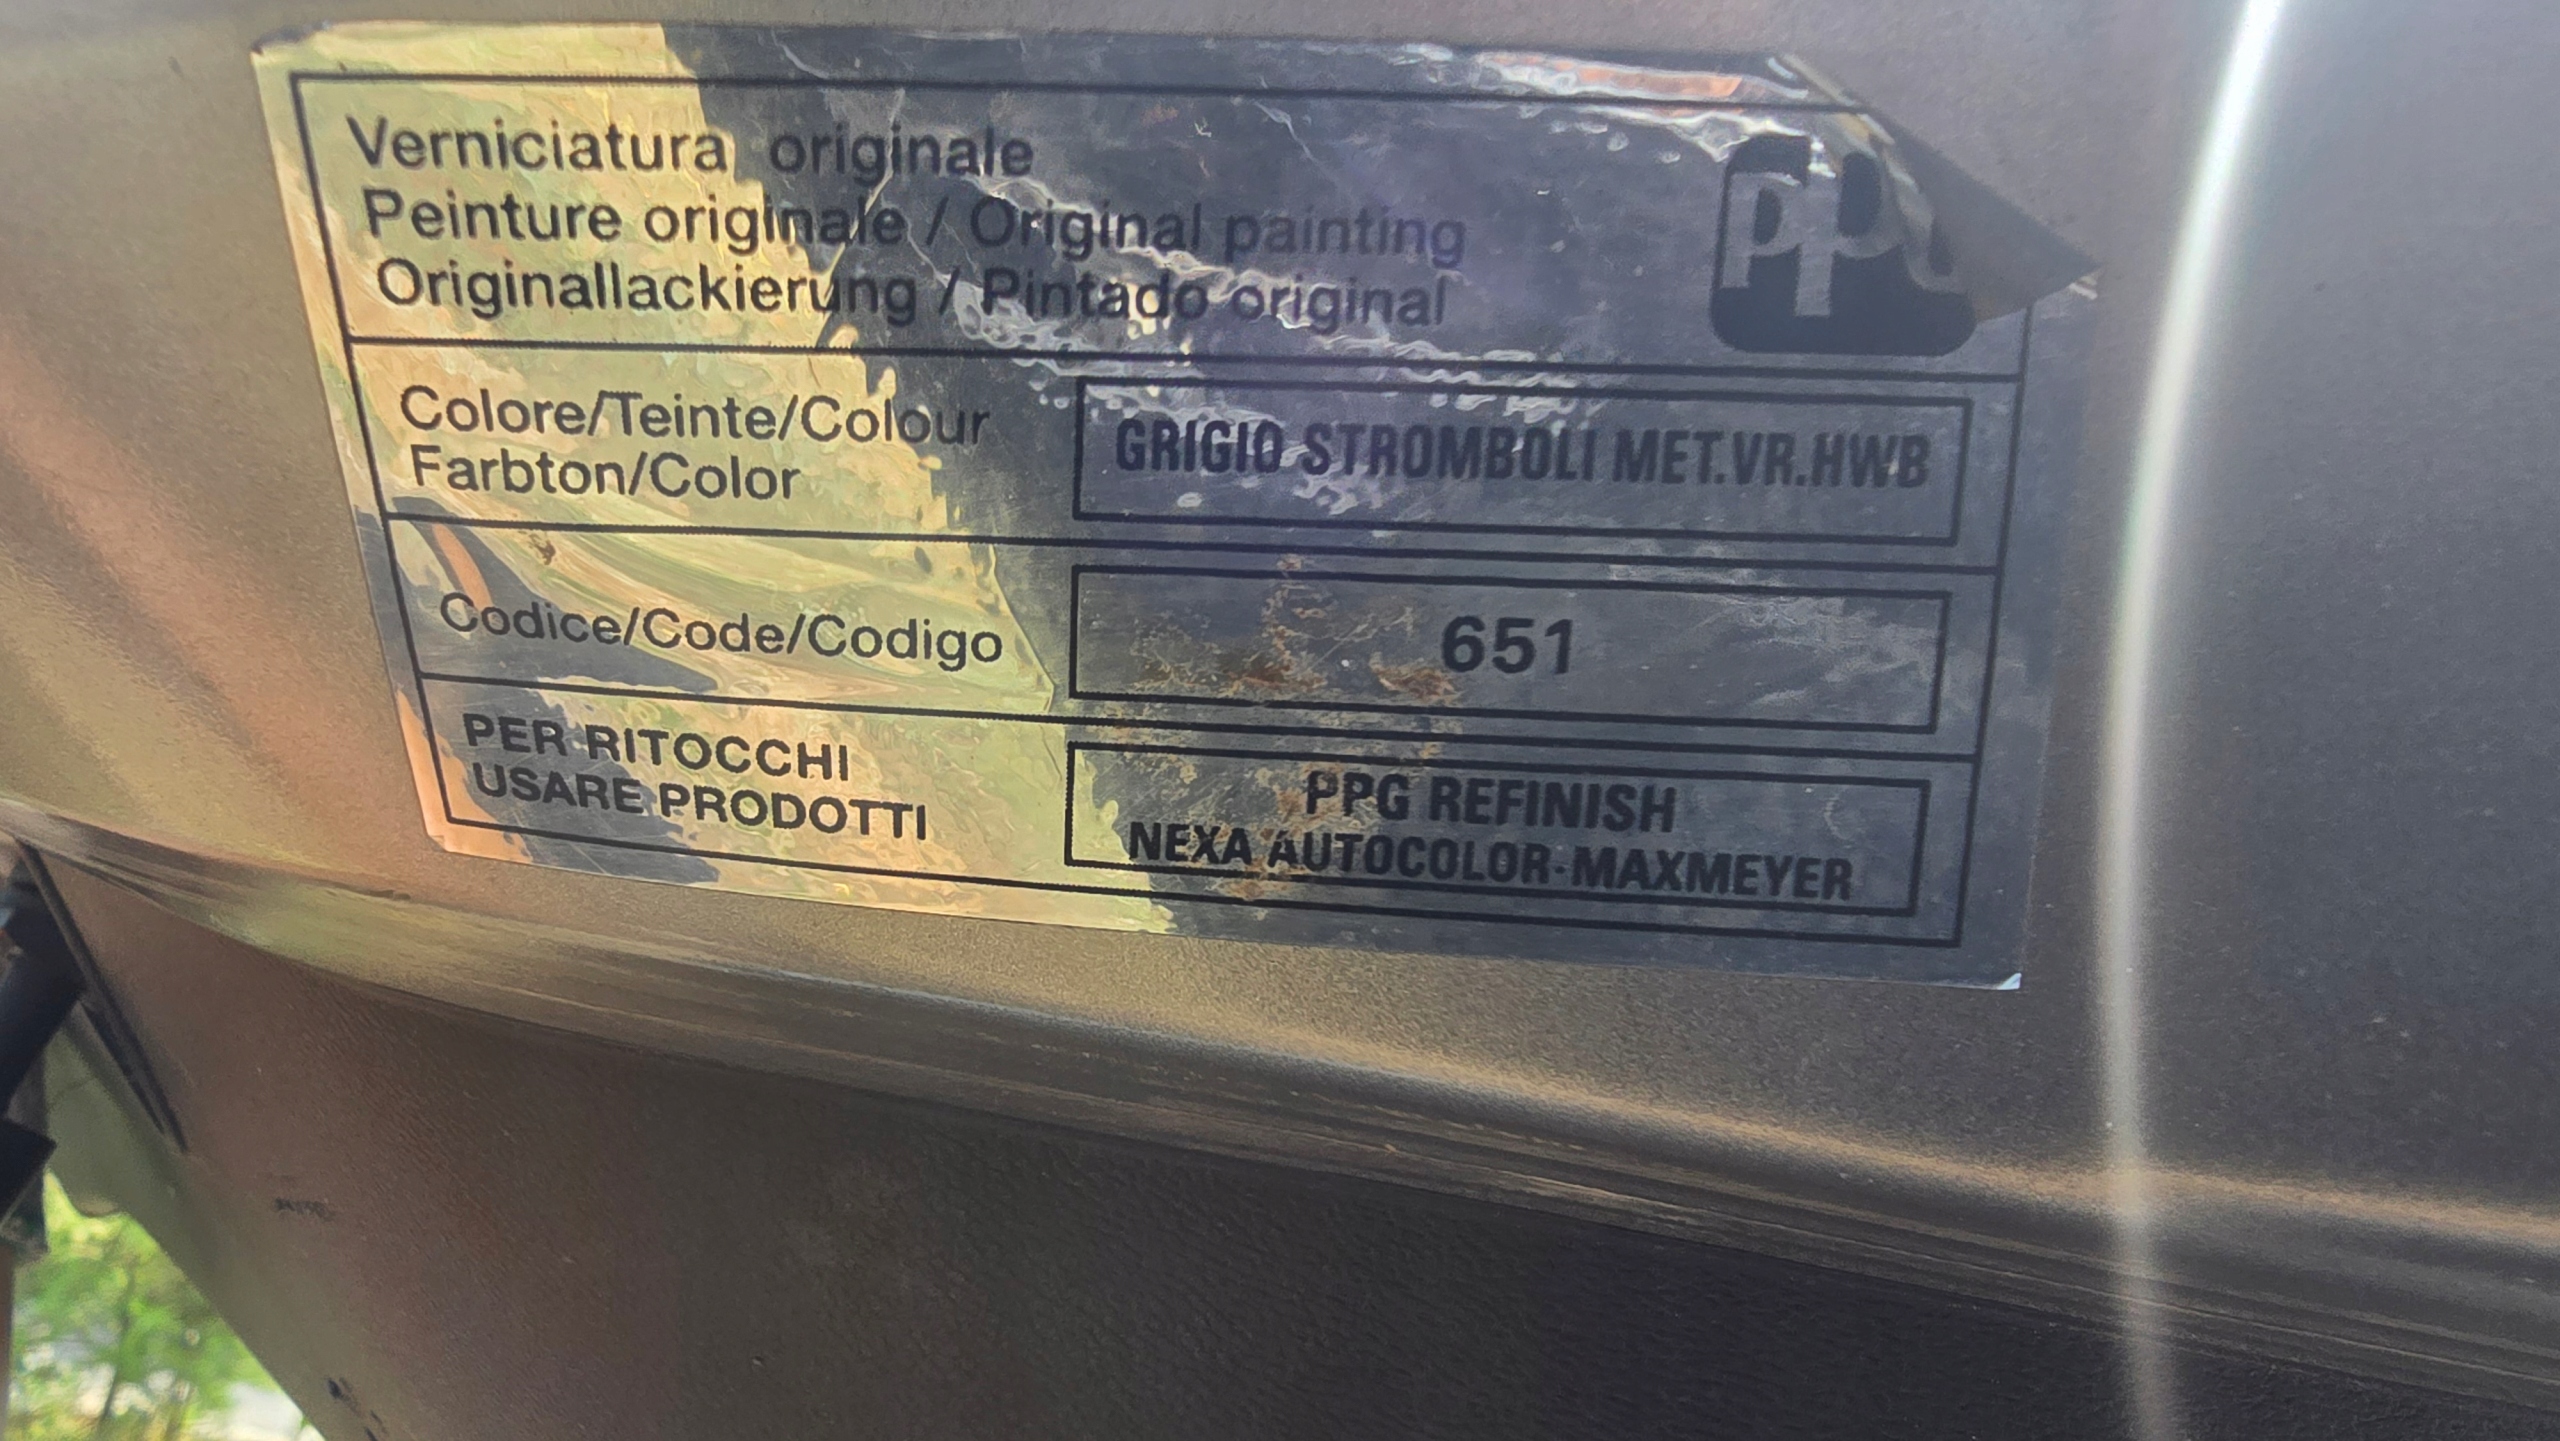 Verniciatura originale
Peinture originale / Original painting
Originallackierung / Pintado original
Colore/Teinte/Colour
Farbton/Color
GRIGIO STROMBOLI MET.VR.HWB
Codice/Code/Codigo
651
PER RITOCCHI
USARE PRODOTTI
PPG REFINISH
NEXA AUTOCOLOR-MAXMEYER